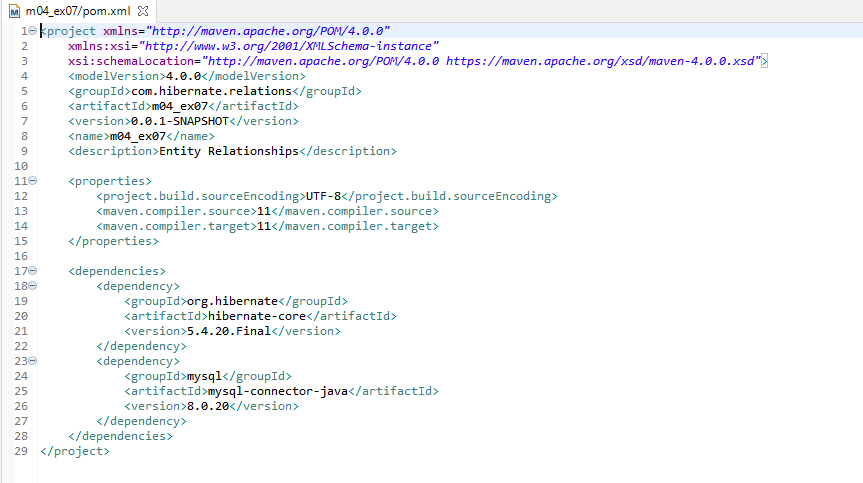 m04_ex07/pom.xml
1 <project xmlns="http://maven.apache.org/POM/4.0.0"
2     xmlns:xsi="http://www.w3.org/2001/XMLSchema-instance"
3     xsi:schemaLocation="http://maven.apache.org/POM/4.0.0 https://maven.apache.org/xsd/maven-4.0.0.xsd">
4     <modelVersion>4.0.0</modelVersion>
5     <groupId>com.hibernate.relations</groupId>
6     <artifactId>m04_ex07</artifactId>
7     <version>0.0.1-SNAPSHOT</version>
8     <name>m04_ex07</name>
9     <description>Entity Relationships</description>
10
11     <properties>
12         <project.build.sourceEncoding>UTF-8</project.build.sourceEncoding>
13         <maven.compiler.source>11</maven.compiler.source>
14         <maven.compiler.target>11</maven.compiler.target>
15     </properties>
16
17     <dependencies>
18         <dependency>
19             <groupId>org.hibernate</groupId>
20             <artifactId>hibernate-core</artifactId>
21             <version>5.4.20.Final</version>
22         </dependency>
23         <dependency>
24             <groupId>mysql</groupId>
25             <artifactId>mysql-connector-java</artifactId>
26             <version>8.0.20</version>
27         </dependency>
28     </dependencies>
29 </project>